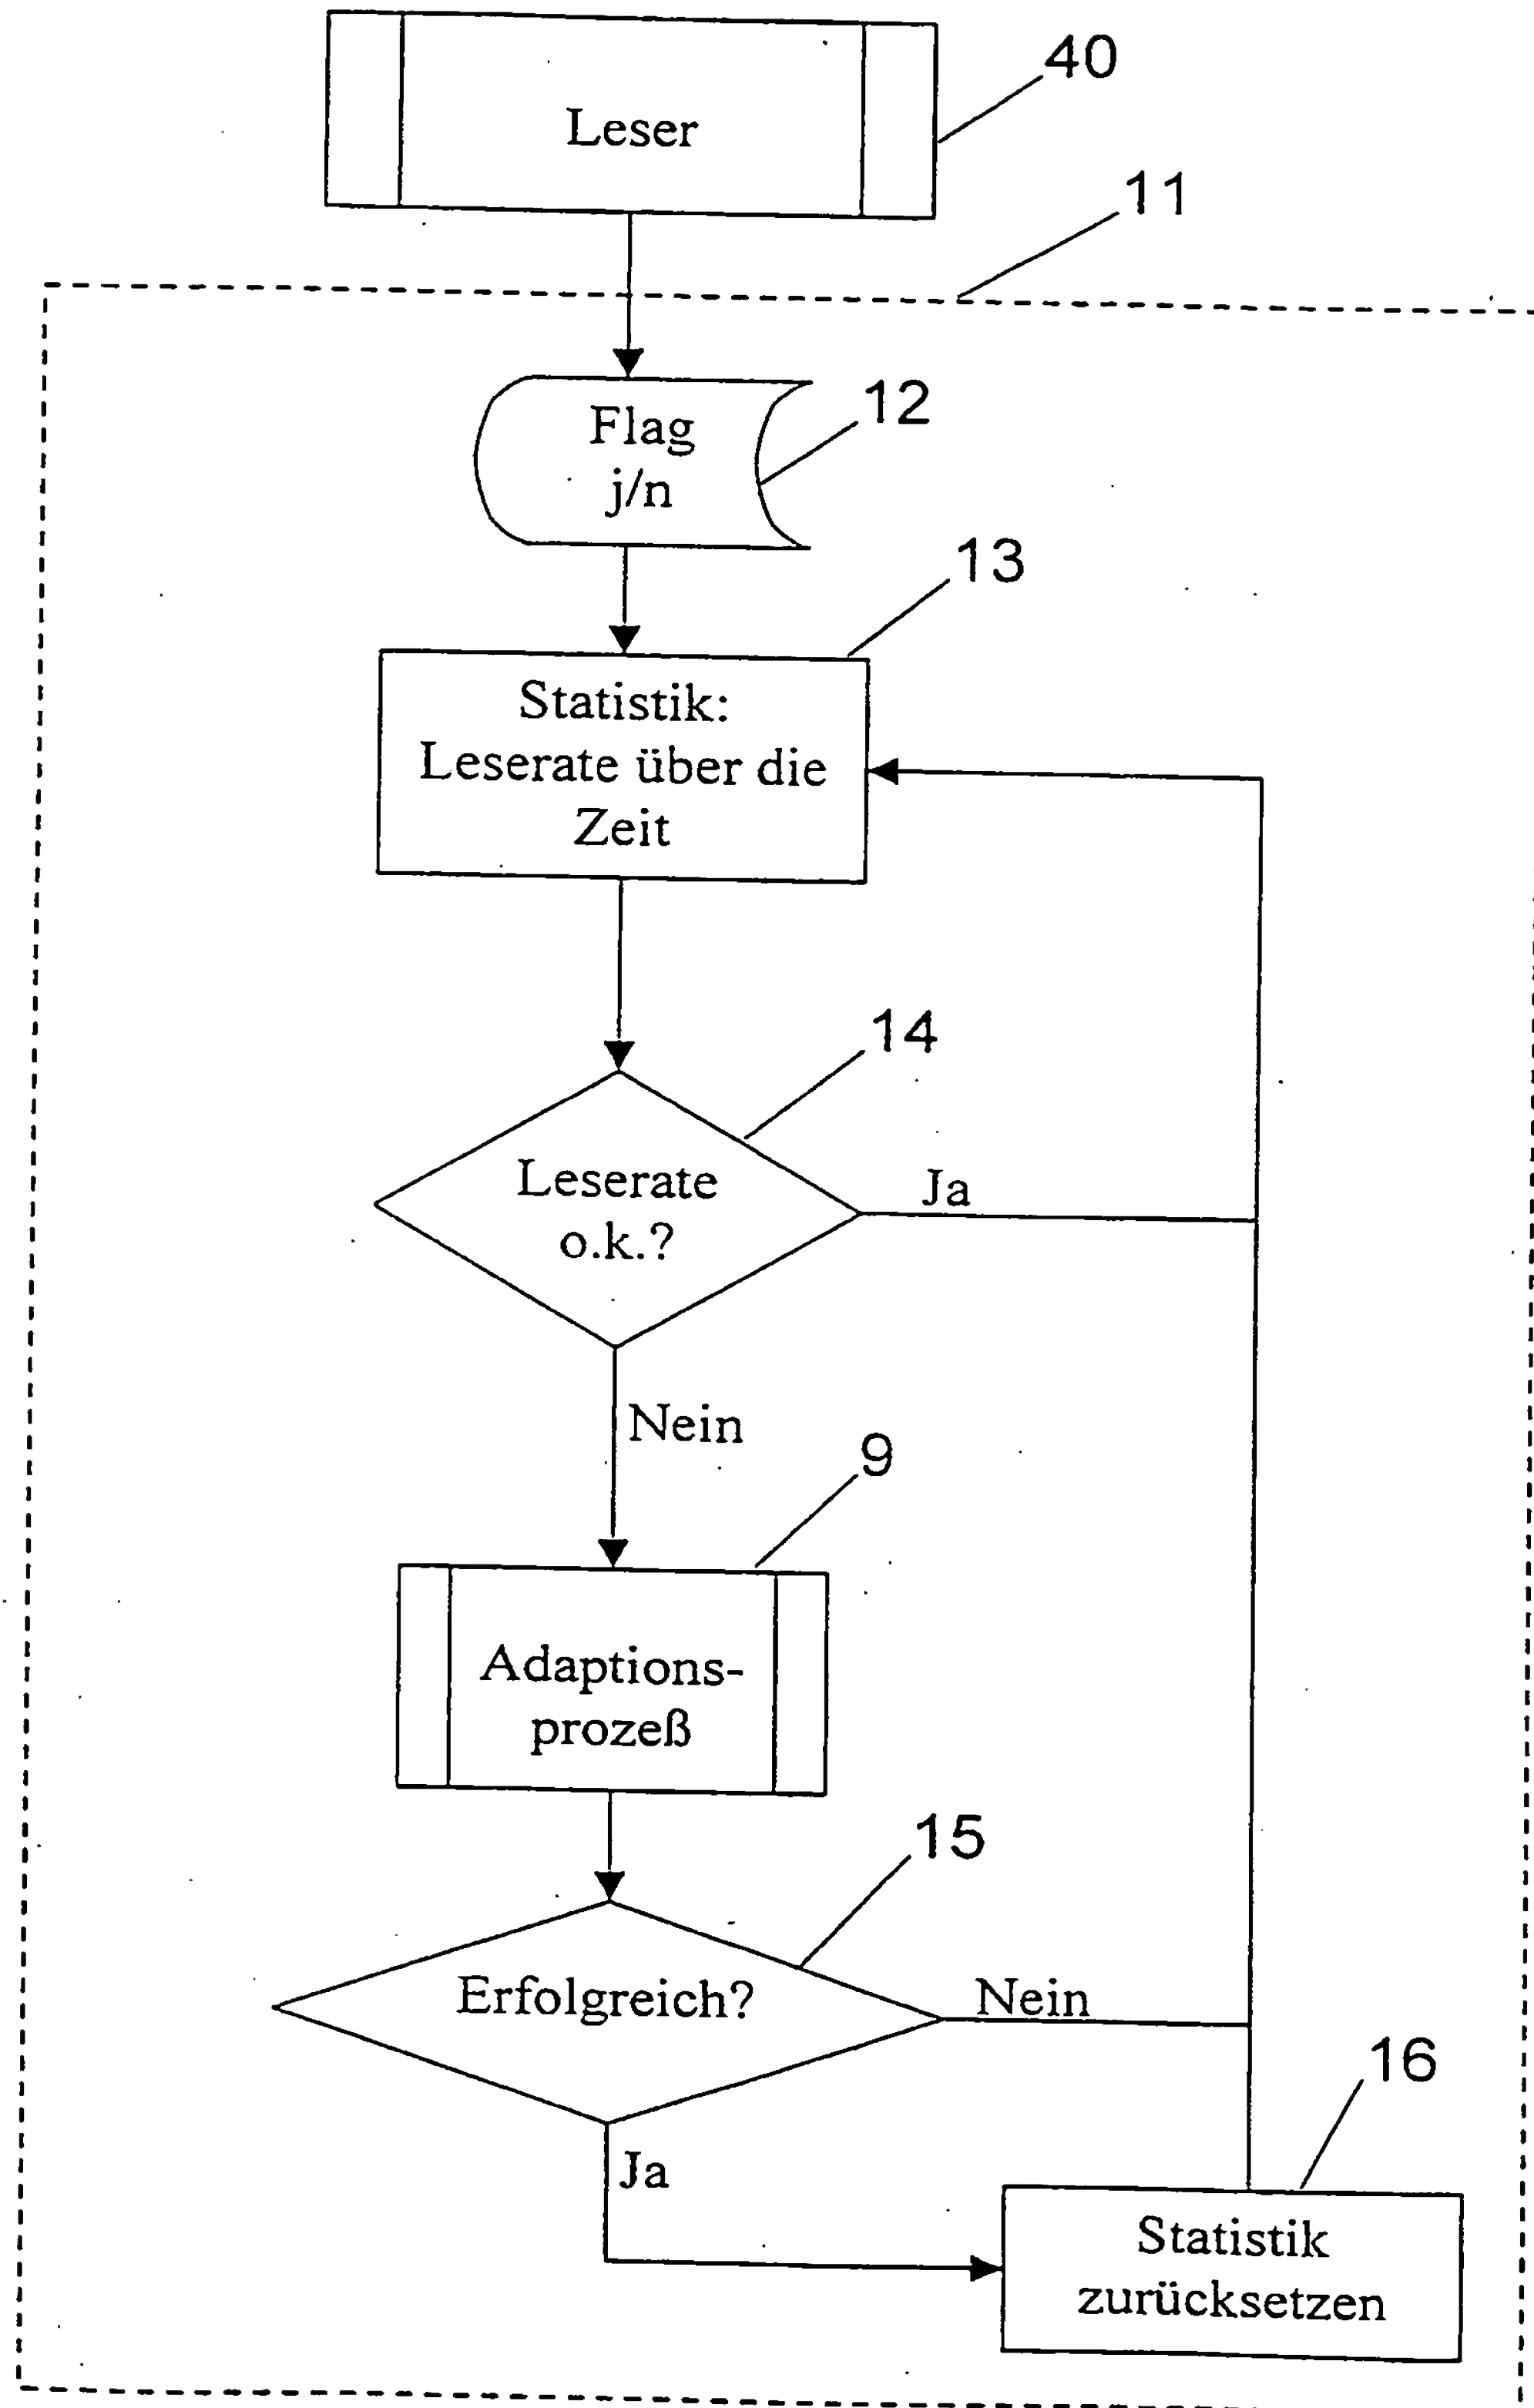 40
Leser
11
12
Flag
j/n
13
Statistik:
Leserate über die
Zeit
14
Leserate
o.k.?
Ja
Nein
9
Adaptions-
prozeß
15
Erfolgreich?
Nein
16
Ja
Statistik
zurücksetzen